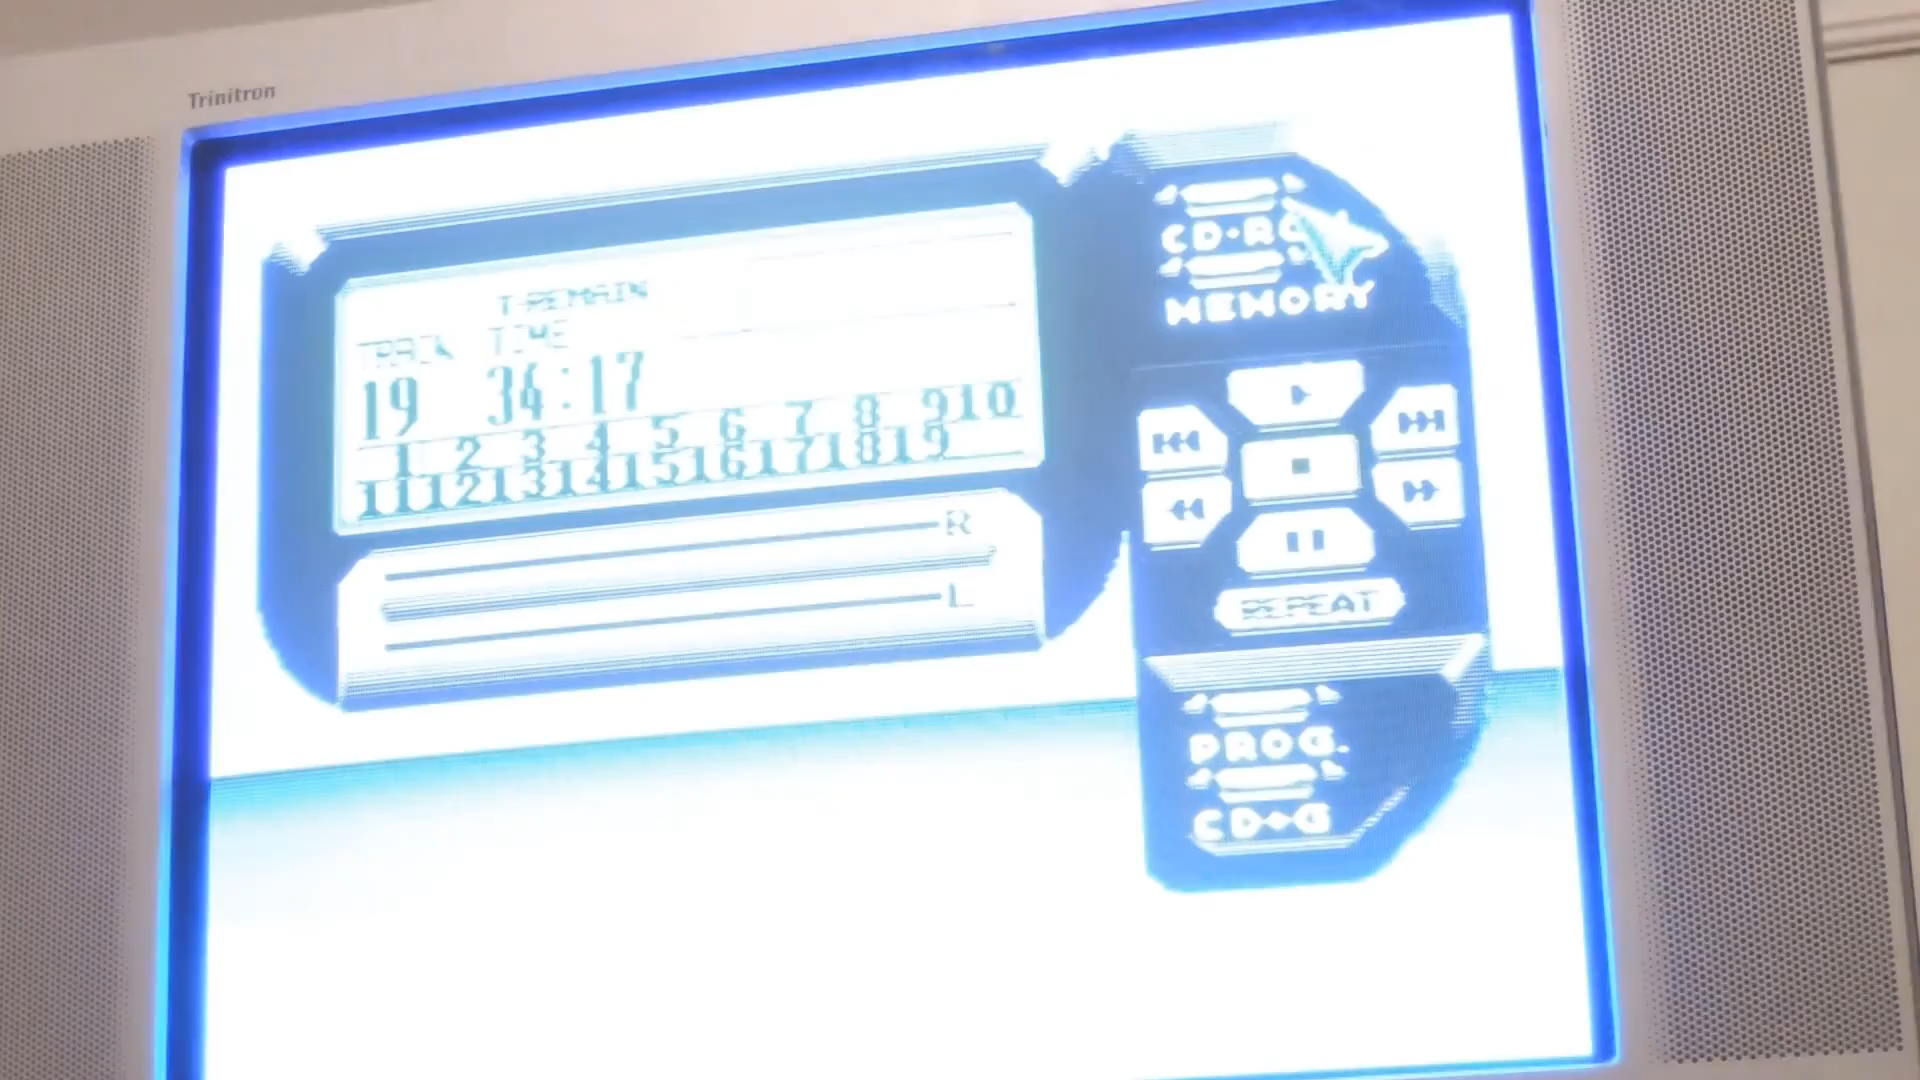 Trinitron
T-REMAIN
TRACK TIME
19 34:17
1 2 3 4 5 6 7 8 9 10
11 12 13 14 15 16 17 18 19
R
L
MEMORY
REPEAT
PROG.
CD+G